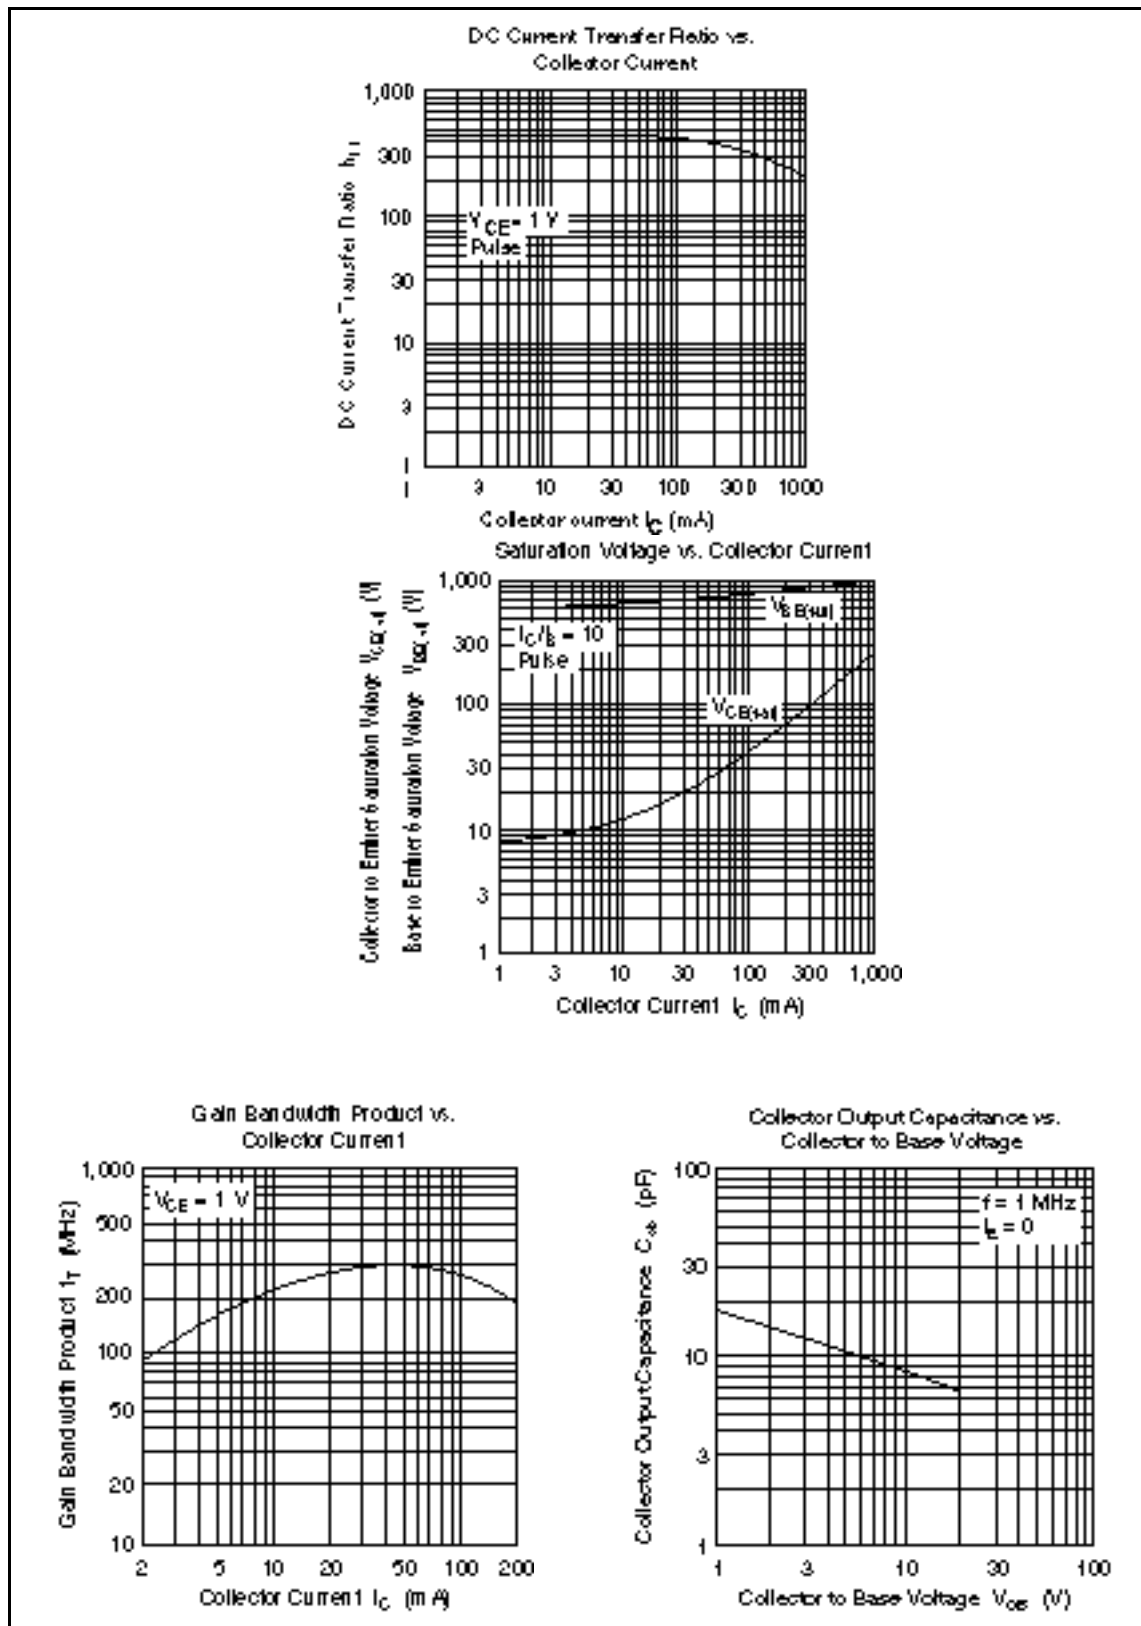 DC Current Transfer Ratio vs.
Collector Current
1,000
300
100
30
10
3
1
DC Current Transfer Ratio
V CE = 1 V
Pulse
1 3 10 30 100 300 1000
Collector current IC (mA)
Saturation Voltage vs. Collector Current
Collector to Emitter Saturation Voltage VCE(sat) (V)
Base to Emitter Saturation Voltage VBE(sat) (V)
1,000
300
100
30
10
3
1
IC/IB = 10
Pulse
VBE(sat)
VCE(sat)
1 3 10 30 100 300 1,000
Collector Current IC (mA)
Gain Bandwidth Product vs.
Collector Current
Gain Bandwidth Product fT (MHz)
1,000
500
200
100
50
20
10
VCE = 1 V
2 5 10 20 50 100 200
Collector Current IC (mA)
Collector Output Capacitance vs.
Collector to Base Voltage
Collector Output Capacitance Cob (pF)
100
30
10
3
1
f = 1 MHz
IE = 0
1 3 10 30 100
Collector to Base Voltage VCB (V)